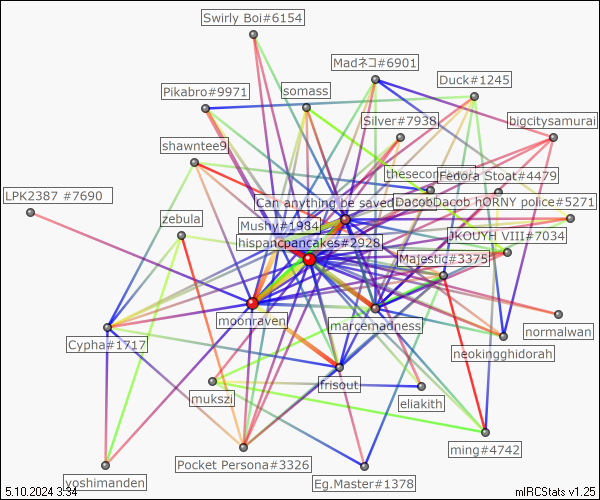 Swirly Boi#6154
Madネコ#6901
Duck#1245
Pikabro#9971
somass
Silver#7938
bigcitysamurai
shawntee9
Fedora Stoat#4479
LPK2387 #7690
Can anything be saved
DacobDacob hORNY police#5271
zebula
Mushy#1984
hispancpancakes#2928
JKOUYH VIII#7034
Majestic#3375
moonraven
marcemadness
normalwan
Cypha#1717
neokingghidorah
frisout
mukszi
eliakith
ming#4742
Pocket Persona#3326
yoshimanden
Eg.Master#1378
5.10.2024 3:34
mIRCStats v1.25